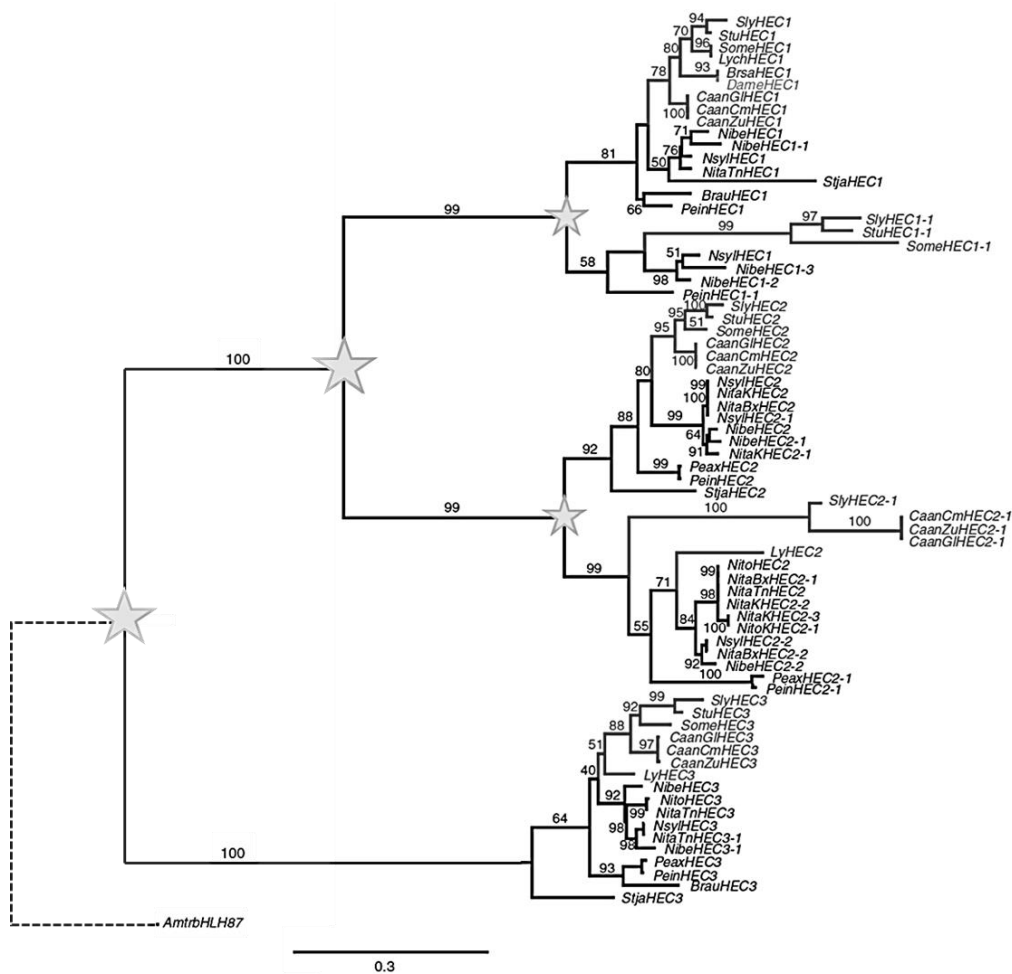 94
SlyHEC1
70
StuHEC1
96
SomeHEC1
80
LychHEC1
93
BrsaHEC1
78
DameHEC1
CaanGlHEC1
CaanCmHEC1
100
CaanZuHEC1
71
NibeHEC1
NibeHEC1-1
76
NsylHEC1
81
50
NitaTnHEC1
StjaHEC1
BrauHEC1
66
PeinHEC1
99
97
SlyHEC1-1
99
StuHEC1-1
SomeHEC1-1
51
NsylHEC1
58
NibeHEC1-3
98
NibeHEC1-2
PeinHEC1-1
100
SlyHEC2
95
51
StuHEC2
95
SomeHEC2
CaanGlHEC2
100
CaanCmHEC2
100
CaanZuHEC2
80
99
NsylHEC2
100
NitaKHEC2
NitaBxHEC2
88
99
NsylHEC2-1
64
NibeHEC2
NibeHEC2-1
92
91
NitaKHEC2-1
99
PeaxHEC2
PeinHEC2
StjaHEC2
99
100
SlyHEC2-1
CaanCmHEC2-1
100
CaanZuHEC2-1
CaanGlHEC2-1
LyHEC2
99
99
NitoHEC2
NitaBxHEC2-1
71
98
NitaTnHEC2
NitaKHEC2-2
84
NitaKHEC2-3
55
100
NitoKHEC2-1
NsylHEC2-2
NitaBxHEC2-2
92
NibeHEC2-2
100
PeaxHEC2-1
PeinHEC2-1
99
SlyHEC3
92
StuHEC3
88
SomeHEC3
CaanGlHEC3
51
97
CaanCmHEC3
CaanZuHEC3
40
LyHEC3
92
NibeHEC3
NitoHEC3
99
NitaTnHEC3
64
98
NsylHEC3
NitaTnHEC3-1
98
NibeHEC3-1
100
93
PeaxHEC3
PeinHEC3
BrauHEC3
StjaHEC3
AmtrbHLH87
0.3